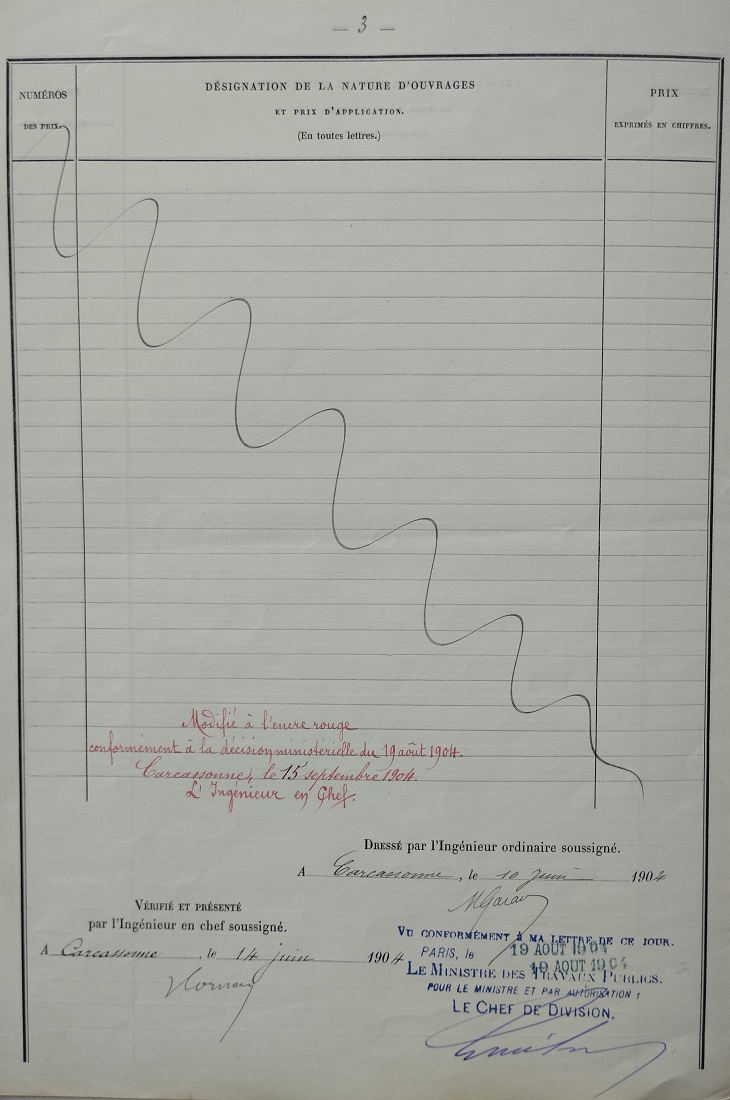 — 3 —
NUMÉROS
DES PRIX.
DÉSIGNATION DE LA NATURE D'OUVRAGES
ET PRIX D'APPLICATION.
(En toutes lettres.)
PRIX
EXPRIMÉS EN CHIFFRES.
Modifié à l'encre rouge
conformément à la décision ministérielle du 19 août 1904.
Carcassonne, le 15 septembre 1904.
L'Ingénieur en Chef.
DRESSÉ par l'Ingénieur ordinaire soussigné.
A Carcassonne, le 10 juin 1904
VÉRIFIÉ ET PRÉSENTÉ
par l'Ingénieur en chef soussigné.
A Carcassonne, le 14 juin 1904
VU CONFORMÉMENT À MA LETTRE DE CE JOUR.
PARIS, le 19 AOUT 1904
19 AOUT 1904
LE MINISTRE DES TRAVAUX PUBLICS.
POUR LE MINISTRE ET PAR AUTORISATION :
LE CHEF DE DIVISION,